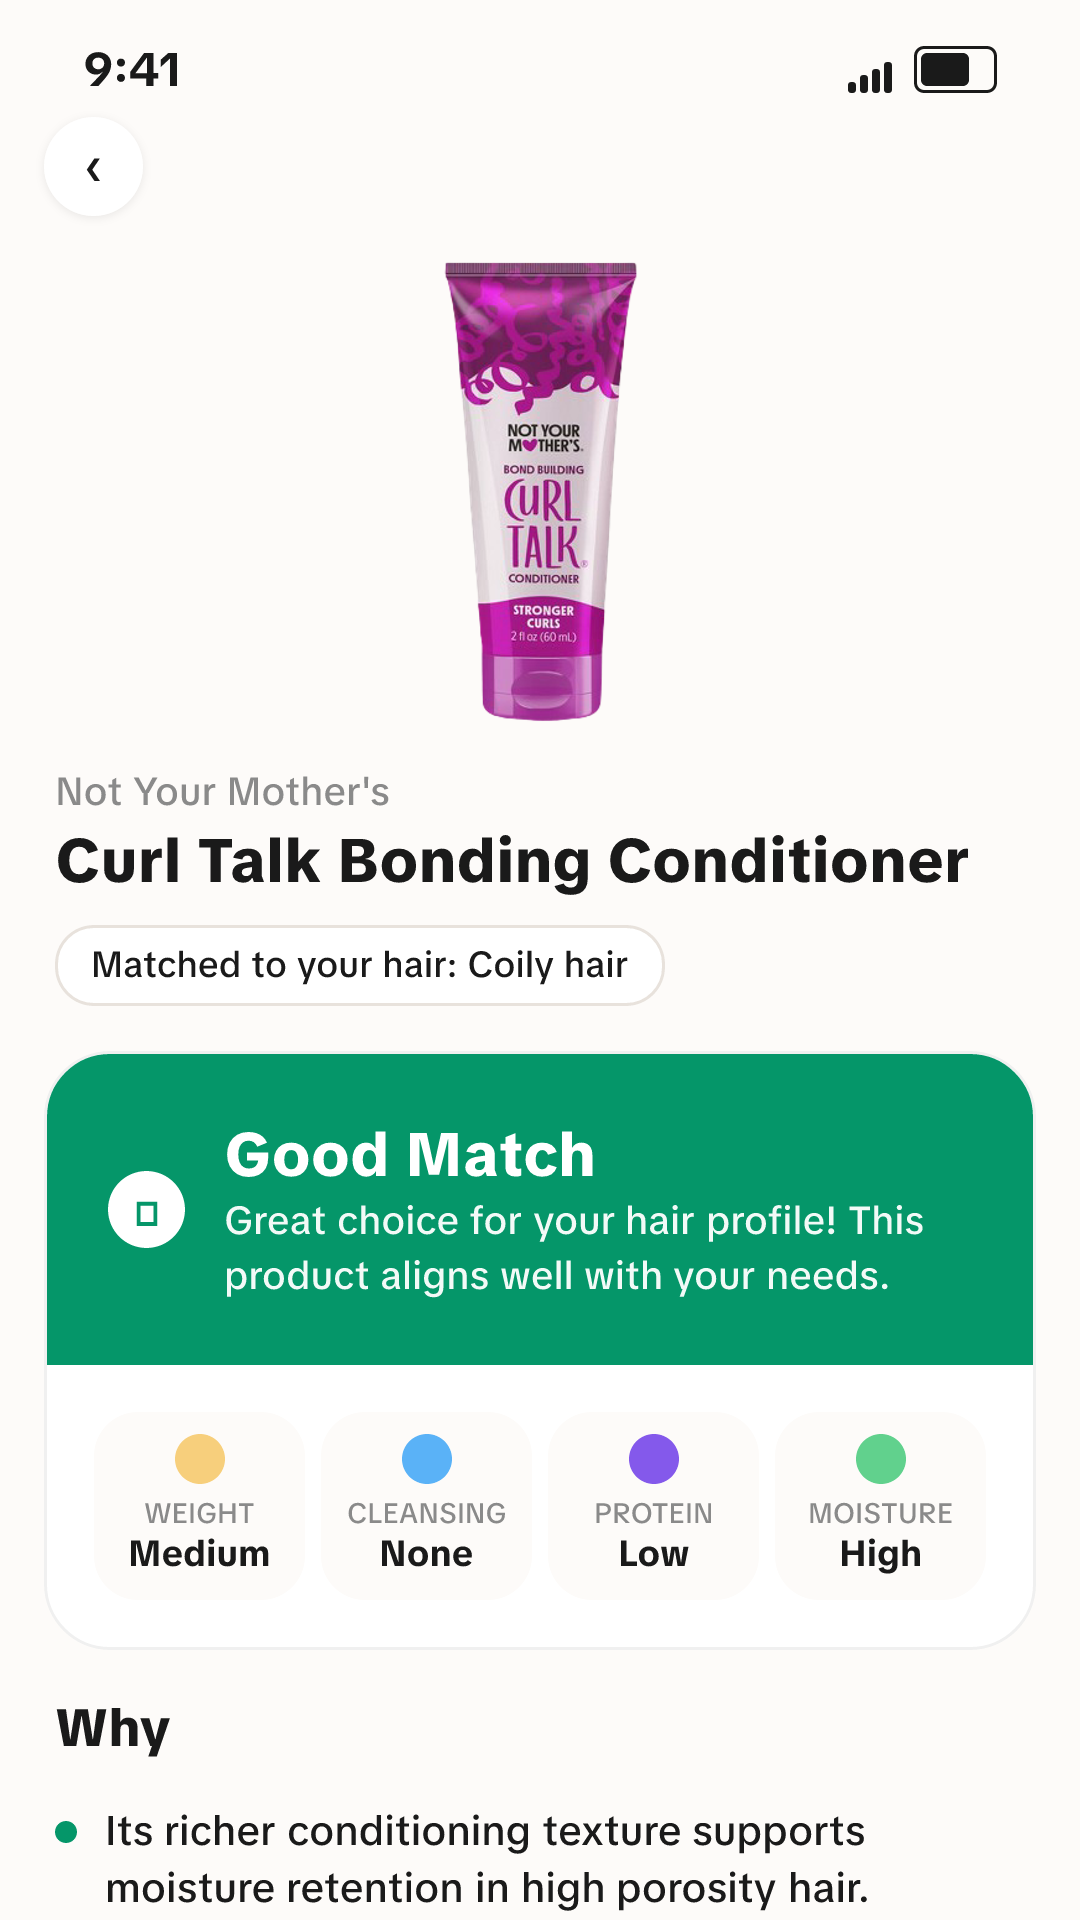 9:41
NOT YOUR
MOTHER'S
BOND BUILDING
CURL
TALK®
CONDITIONER
STRONGER
CURLS
2 fl oz (60 mL)
Not Your Mother's
Curl Talk Bonding Conditioner
Matched to your hair: Coily hair
Good Match
Great choice for your hair profile! This
product aligns well with your needs.
WEIGHT CLEANSING PROTEIN MOISTURE
Medium None Low High
Why
Its richer conditioning texture supports
moisture retention in high porosity hair.